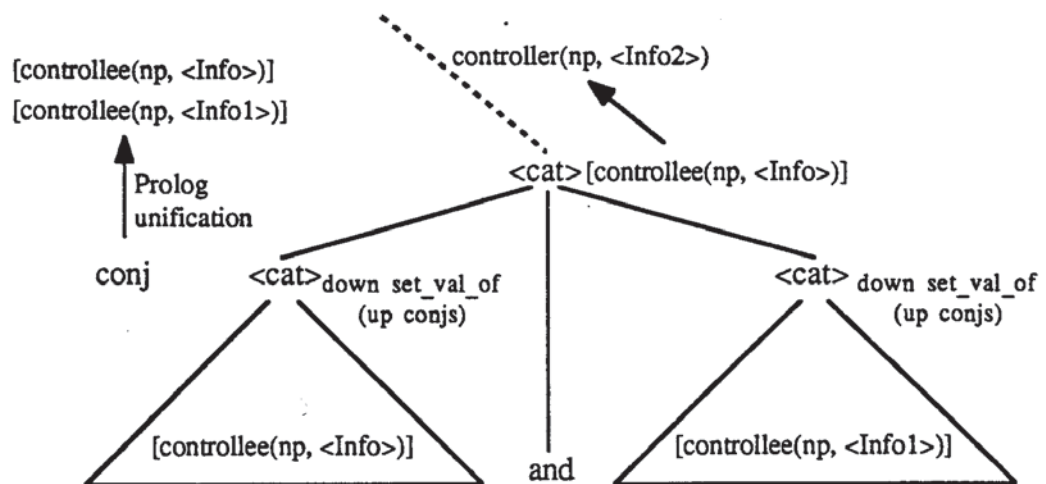 controller(np, <Info2>)
[controllee(np, <Info>)]
[controllee(np, <Info1>)]
<cat> [controllee(np, <Info>)]
Prolog
unification
conj
<cat> down set_val_of
(up conjs)
<cat> down set_val_of
(up conjs)
[controllee(np, <Info>)]
[controllee(np, <Info1>)]
and